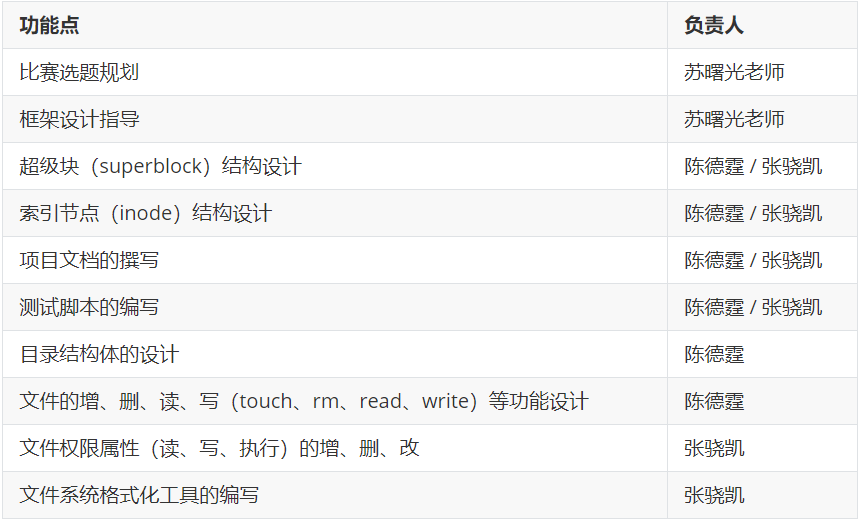 功能点 负责人
比赛选题规划 苏曙光老师
框架设计指导 苏曙光老师
超级块（superblock）结构设计 陈德霆 / 张骁凯
索引节点（inode）结构设计 陈德霆 / 张骁凯
项目文档的撰写 陈德霆 / 张骁凯
测试脚本的编写 陈德霆 / 张骁凯
目录结构体的设计 陈德霆
文件的增、删、读、写（touch、rm、read、write）等功能设计 陈德霆
文件权限属性（读、写、执行）的增、删、改 张骁凯
文件系统格式化工具的编写 张骁凯